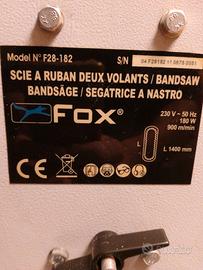 Model N° F28-182
S/N
SCIE A RUBAN DEUX VOLANTS / BANDSAW
BANDSÄGE / SEGATRICE A NASTRO
FOX
230 V ~ 50 Hz
180 W
900 m/min
L
L 1400 mm
CE